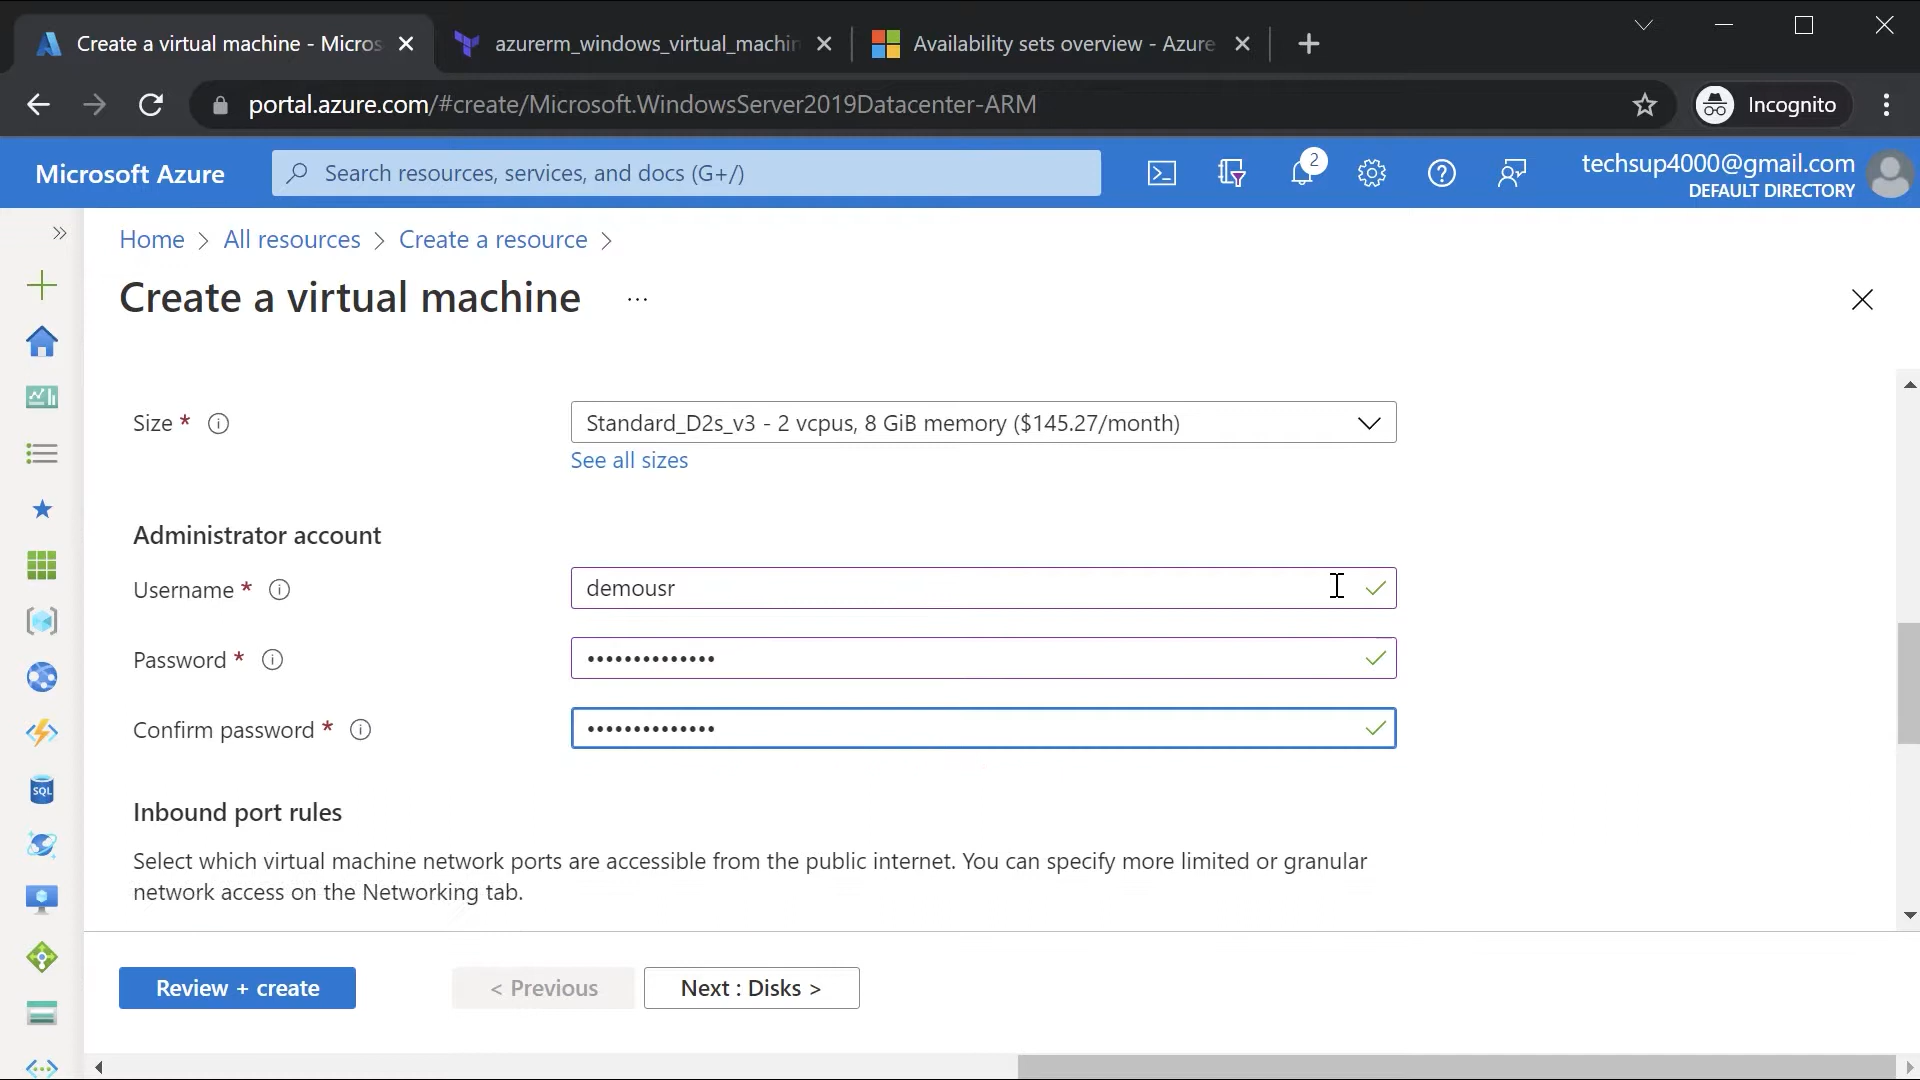 Create a virtual machine - Micros
azurerm_windows_virtual_machin
Availability sets overview - Azure
portal.azure.com/#create/Microsoft.WindowsServer2019Datacenter-ARM
Incognito
Microsoft Azure
Search resources, services, and docs (G+/)
2
techsup4000@gmail.com
DEFAULT DIRECTORY
Home > All resources > Create a resource >
Create a virtual machine ...
Size *
Standard_D2s_v3 - 2 vcpus, 8 GiB memory ($145.27/month)
See all sizes
Administrator account
Username *
demousr
Password *
••••••••••••••
Confirm password *
••••••••••••••
Inbound port rules
Select which virtual machine network ports are accessible from the public internet. You can specify more limited or granular
network access on the Networking tab.
SQL
Review + create
< Previous
Next : Disks >